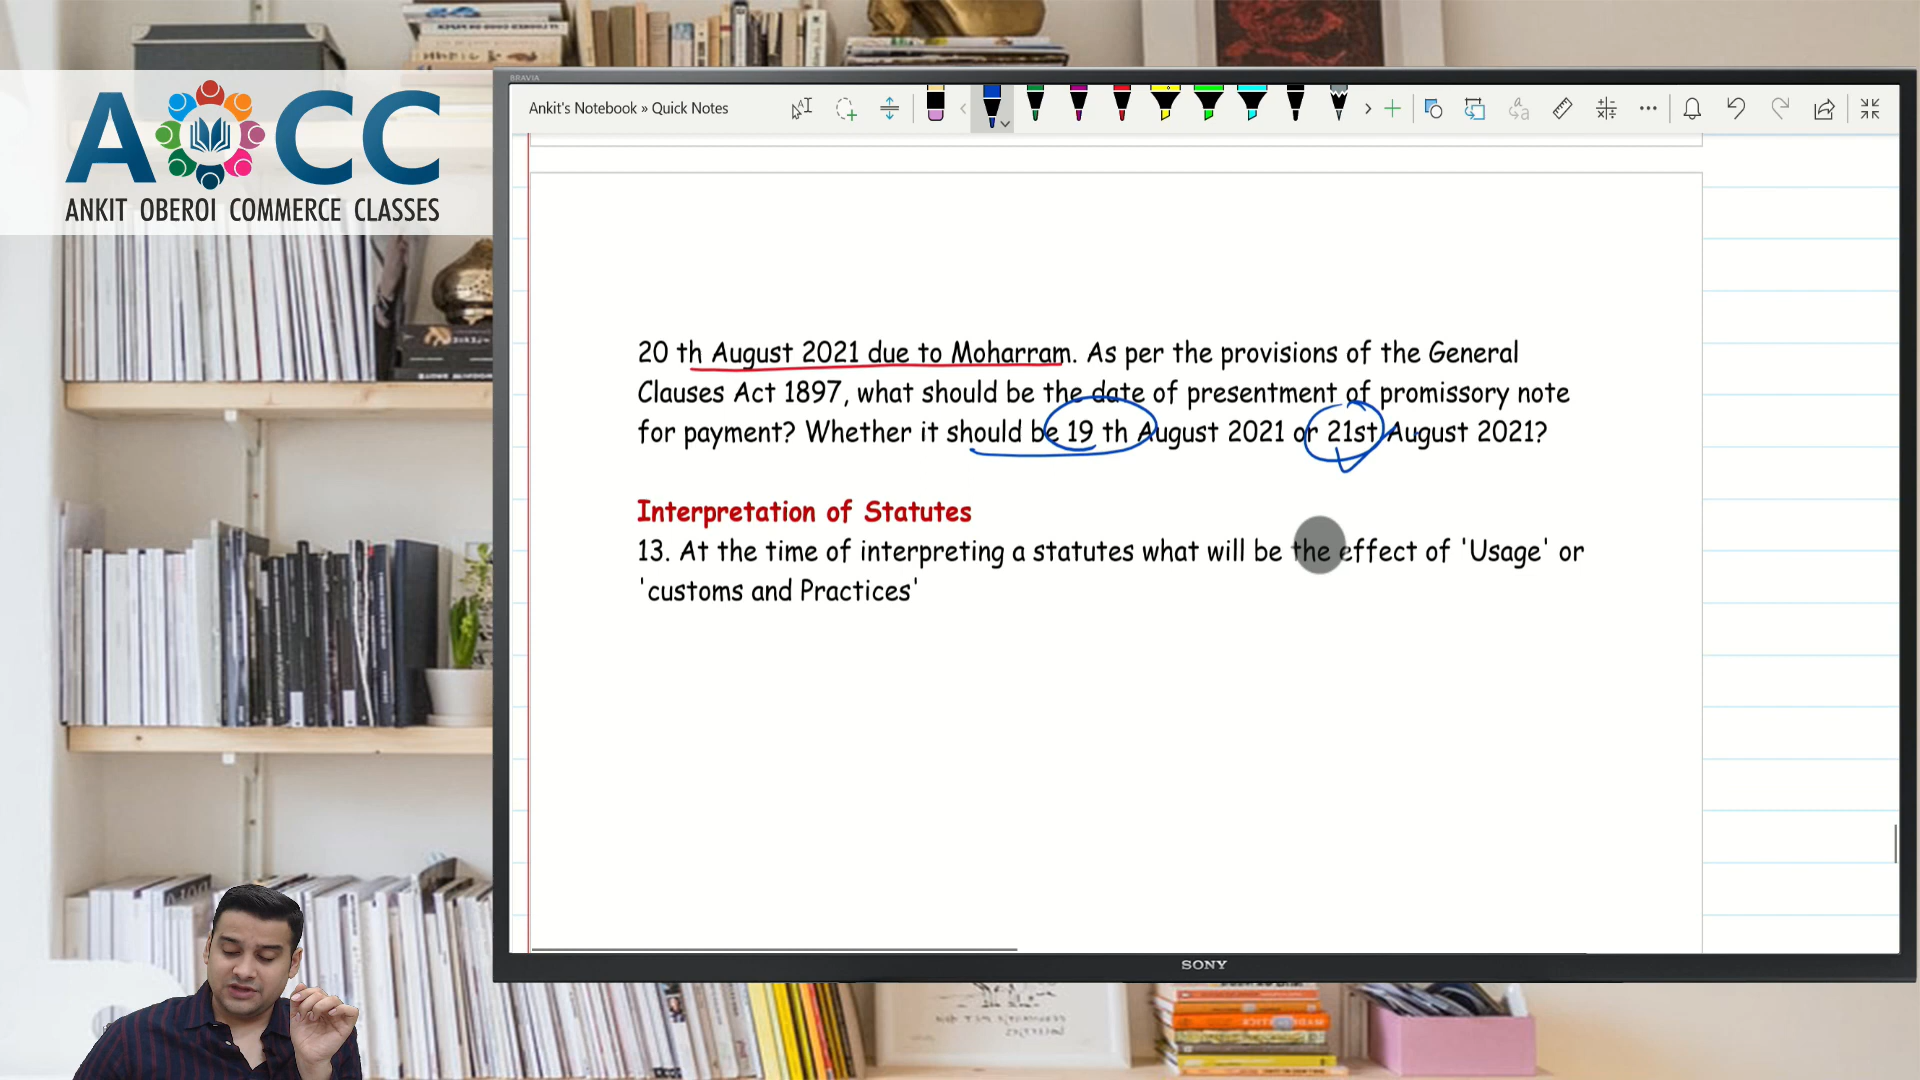 AOCC
ANKIT OBEROI COMMERCE CLASSES
BRAVIA
Ankit's Notebook » Quick Notes
20 th August 2021 due to Moharram. As per the provisions of the General
Clauses Act 1897, what should be the date of presentment of promissory note
for payment? Whether it should be 19 th August 2021 or 21st August 2021?
Interpretation of Statutes
13. At the time of interpreting a statutes what will be the effect of 'Usage' or
'customs and Practices'
SONY